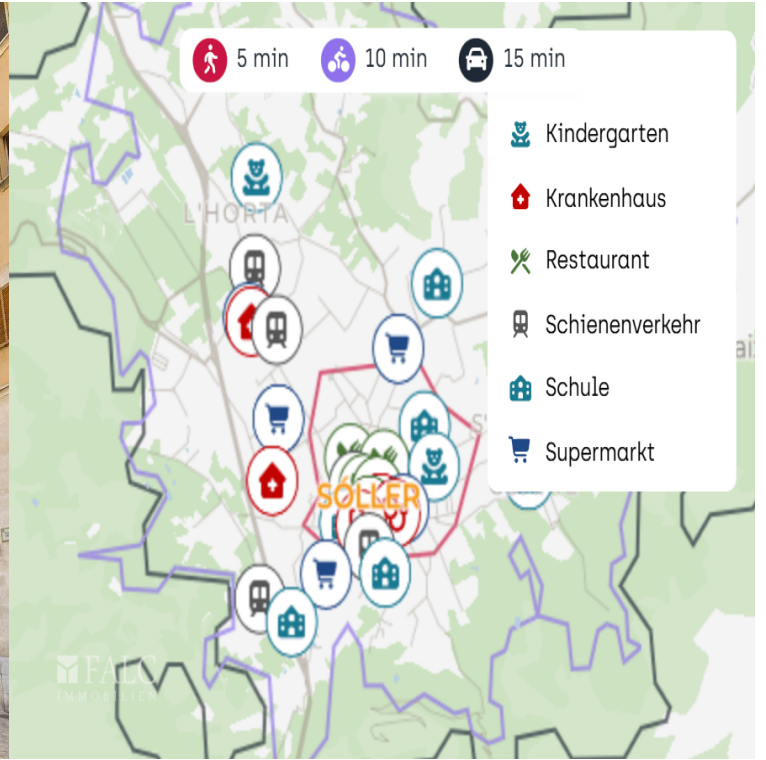 5 min 10 min 15 min
Kindergarten
Krankenhaus
L'HORTA
Restaurant
Schienenverkehr
Schule
Supermarkt
SÓLLER
FALC
IMMOBILIEN